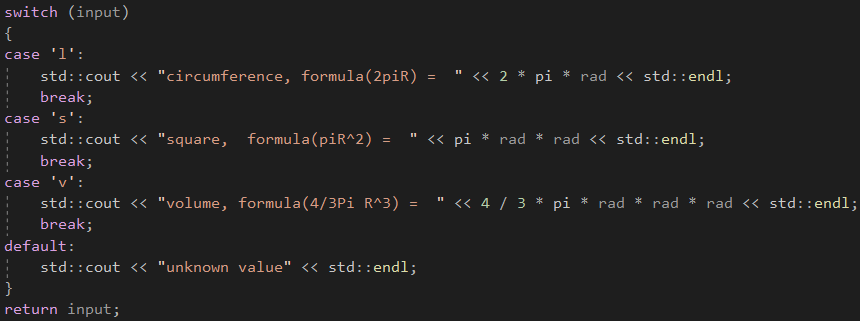 switch (input)
{
case 'l':
    std::cout << "circumference, formula(2piR) =  " << 2 * pi * rad << std::endl;
    break;
case 's':
    std::cout << "square,  formula(piR^2) =  " << pi * rad * rad << std::endl;
    break;
case 'v':
    std::cout << "volume, formula(4/3Pi R^3) =  " << 4 / 3 * pi * rad * rad * rad << std::endl;
    break;
default:
    std::cout << "unknown value" << std::endl;
}
return input;